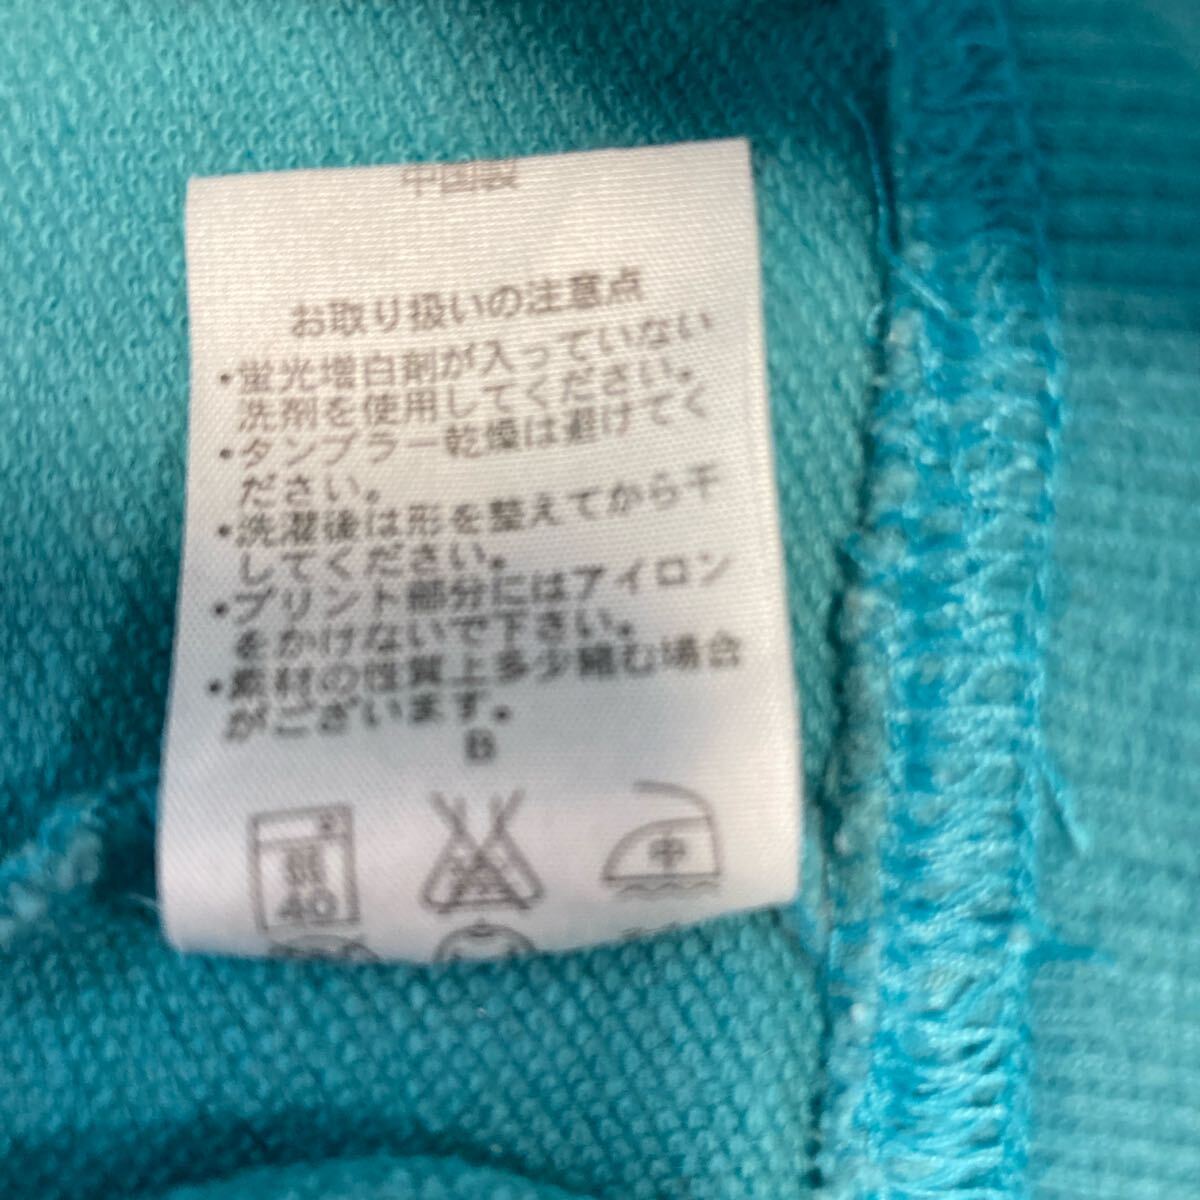 中国製
お取り扱いの注意点
・蛍光増白剤が入っていない
洗剤を使用してください。
・タンブラー乾燥は避けてく
ださい。
・洗濯後は形を整えてから干
してください。
・プリント部分にはアイロン
をかけないで下さい。
・素材の性質上多少縮む場合
がございます。
B
弱
40
中